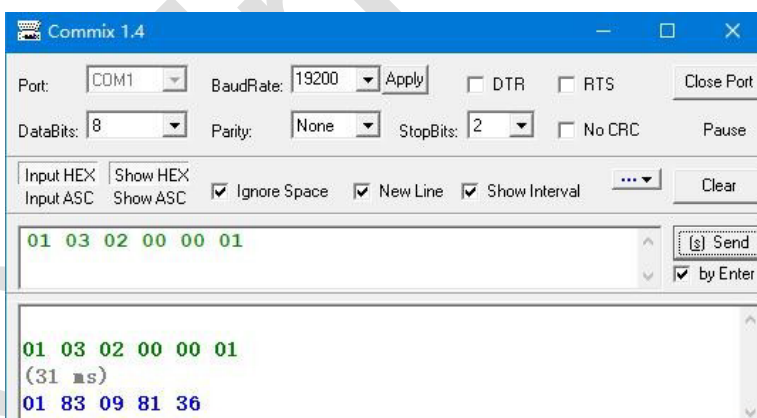 Commix 1.4
Port: COM1 BaudRate: 19200 Apply DTR RTS Close Port
DataBits: 8 Parity: None StopBits: 2 No CRC Pause
Input HEX Show HEX
Input ASC Show ASC Ignore Space New Line Show Interval ... Clear
01 03 02 00 00 01 (s) Send
by Enter
01 03 02 00 00 01
(31 ms)
01 83 09 81 36